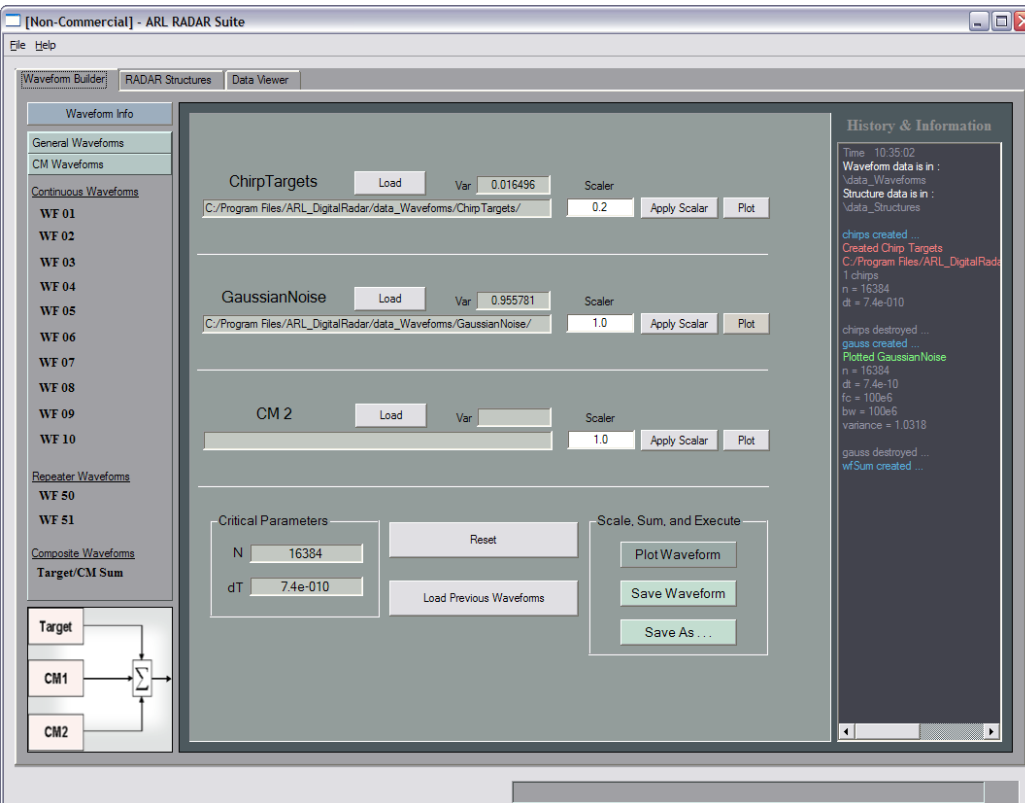 [Non-Commercial] - ARL RADAR Suite
File Help
Waveform Builder RADAR Structures Data Viewer
Waveform Info
General Waveforms
CM Waveforms
Continuous Waveforms
WF 01
WF 02
WF 03
WF 04
WF 05
WF 06
WF 07
WF 08
WF 09
WF 10
Repeater Waveforms
WF 50
WF 51
Composite Waveforms
Target/CM Sum
Target
CM1
CM2
Σ
ChirpTargets Load Var 0.016496 Scaler
C:/Program Files/ARL_DigitalRadar/data_Waveforms/ChirpTargets/ 0.2 Apply Scalar Plot
GaussianNoise Load Var 0.955781 Scaler
C:/Program Files/ARL_DigitalRadar/data_Waveforms/GaussianNoise/ 1.0 Apply Scalar Plot
CM 2 Load Var Scaler
1.0 Apply Scalar Plot
Critical Parameters
N 16384
dT 7.4e-010
Reset
Load Previous Waveforms
Scale, Sum, and Execute
Plot Waveform
Save Waveform
Save As . . .
History & Information
Time 10:35:02
Waveform data is in :
\data_Waveforms
Structure data is in :
\data_Structures
chirps created ...
Created Chirp Targets
C:/Program Files/ARL_DigitalRada
1 chirps
n = 16384
dt = 7.4e-010
chirps destroyed ...
gauss created ...
Plotted GaussianNoise
n = 16384
dt = 7.4e-10
fc = 100e6
bw = 100e6
variance = 1.0318
gauss destroyed ...
wfSum created ...